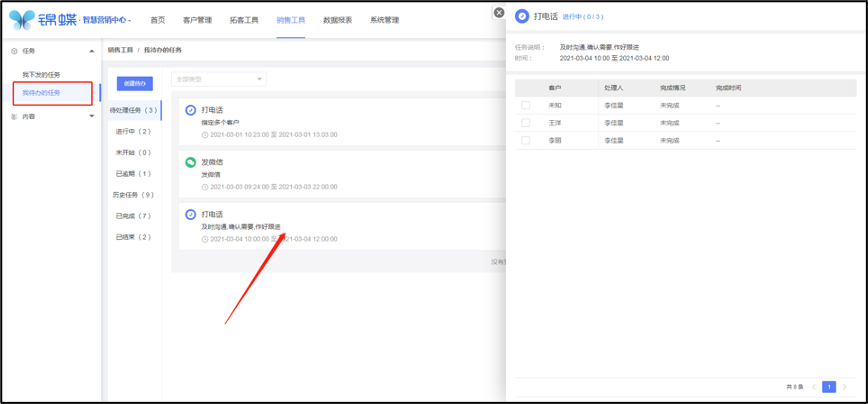 锦蝶 · 智慧营销中心 -
首页
客户管理
拓客工具
销售工具
数据报表
系统管理
任务
我下发的任务
我待办的任务
内容
销售工具 / 我待办的任务
创建待办
待处理任务 ( 3 )
进行中 ( 2 )
未开始 ( 0 )
已逾期 ( 1 )
历史任务 ( 9 )
已完成 ( 7 )
已结束 ( 2 )
全部类型
打电话
指定多个客户
2021-03-01 10:23:00 至 2021-03-01 13:03:00
发微信
发微信
2021-03-03 09:24:00 至 2021-03-03 22:00:00
打电话
及时沟通,确认需要,作好跟进
2021-03-04 10:00:00 至 2021-03-04 12:00:00
没有
打电话 进行中 ( 0 / 3 )
任务说明： 及时沟通,确认需要,作好跟进
时间： 2021-03-04 10:00 至 2021-03-04 12:00
客户 处理人 完成情况 完成时间
未知 李佳星 未完成 --
王洋 李佳星 未完成 --
李丽 李佳星 未完成 --
共 8 条 < 1 >